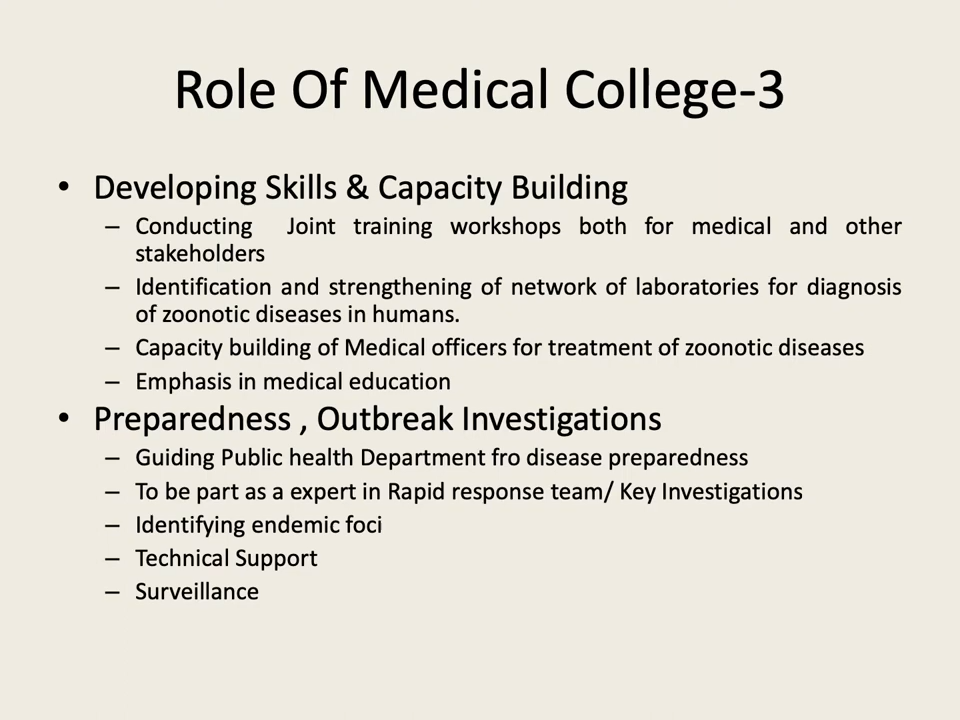 Role Of Medical College-3
• Developing Skills & Capacity Building
– Conducting Joint training workshops both for medical and other
stakeholders
– Identification and strengthening of network of laboratories for diagnosis
of zoonotic diseases in humans.
– Capacity building of Medical officers for treatment of zoonotic diseases
– Emphasis in medical education
• Preparedness , Outbreak Investigations
– Guiding Public health Department fro disease preparedness
– To be part as a expert in Rapid response team/ Key Investigations
– Identifying endemic foci
– Technical Support
– Surveillance